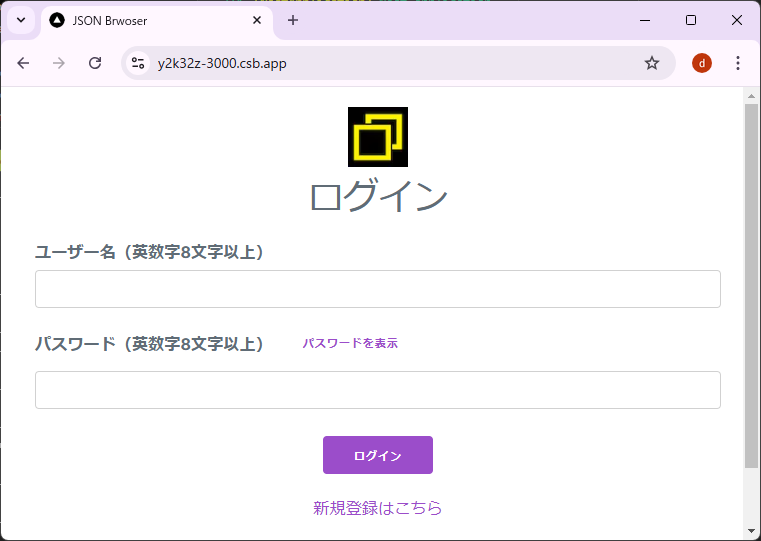 JSON Brwoser
y2k32z-3000.csb.app
d
ログイン
ユーザー名（英数字8文字以上）
パスワード（英数字8文字以上） パスワードを表示
ログイン
新規登録はこちら